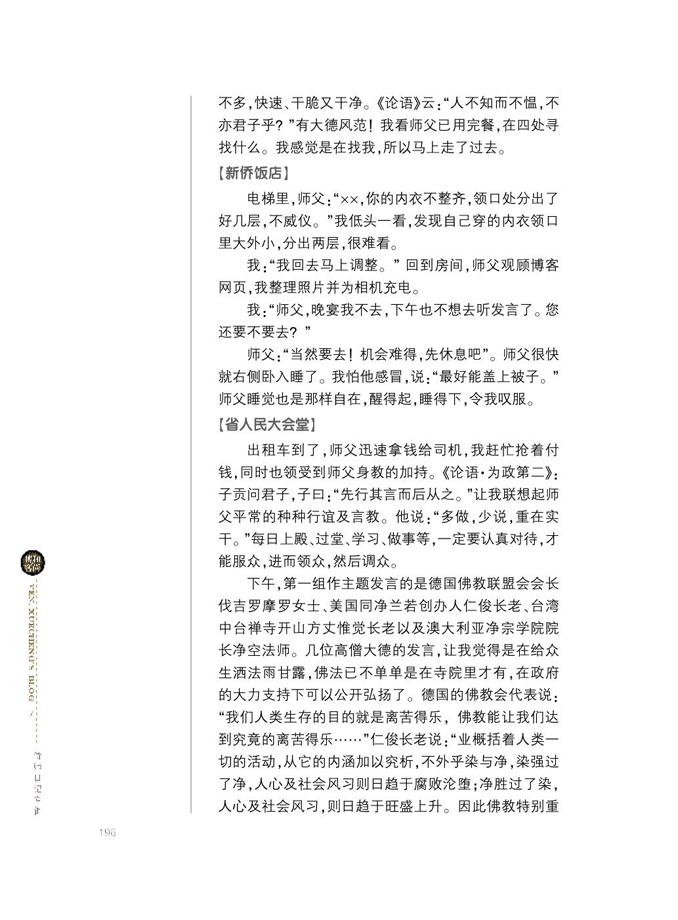 不多,快速、干脆又干净。《论语》云:“人不知而不愠,不
亦君子乎?”有大德风范!我看师父已用完餐,在四处寻
找什么。我感觉是在找我,所以马上走了过去。
【新侨饭店】
电梯里,师父:“××,你的内衣不整齐,领口处分出了
好几层,不威仪。”我低头一看,发现自己穿的内衣领口
里大外小,分出两层,很难看。
我:“我回去马上调整。”回到房间,师父观顾博客
网页,我整理照片并为相机充电。
我:“师父,晚宴我不去,下午也不想去听发言了。您
还要不要去?”
师父:“当然要去!机会难得,先休息吧”。师父很快
就右侧卧入睡了。我怕他感冒,说:“最好能盖上被子。”
师父睡觉也是那样自在,醒得起,睡得下,令我叹服。
【省人民大会堂】
出租车到了,师父迅速拿钱给司机,我赶忙抢着付
钱,同时也领受到师父身教的加持。《论语·为政第二》:
子贡问君子,子曰:“先行其言而后从之。”让我联想起师
父平常的种种行谊及言教。他说:“多做,少说,重在实
干。”每日上殿、过堂、学习、做事等,一定要认真对待,才
能服众,进而领众,然后调众。
下午,第一组作主题发言的是德国佛教联盟会会长
伐吉罗摩罗女士、美国同净兰若创办人仁俊长老、台湾
中台禅寺开山方丈惟觉长老以及澳大利亚净宗学院院
长净空法师。几位高僧大德的发言,让我觉得是在给众
生洒法雨甘露,佛法已不单单是在寺院里才有,在政府
的大力支持下可以公开弘扬了。德国的佛教会代表说:
“我们人类生存的目的就是离苦得乐,佛教能让我们达
到究竟的离苦得乐……”仁俊长老说:“业概括着人类一
切的活动,从它的内涵加以究析,不外乎染与净,染强过
了净,人心及社会风习则日趋于腐败沦堕;净胜过了染,
人心及社会风习,则日趋于旺盛上升。因此佛教特别重
VEN. XUECHENG'S BLOG
196